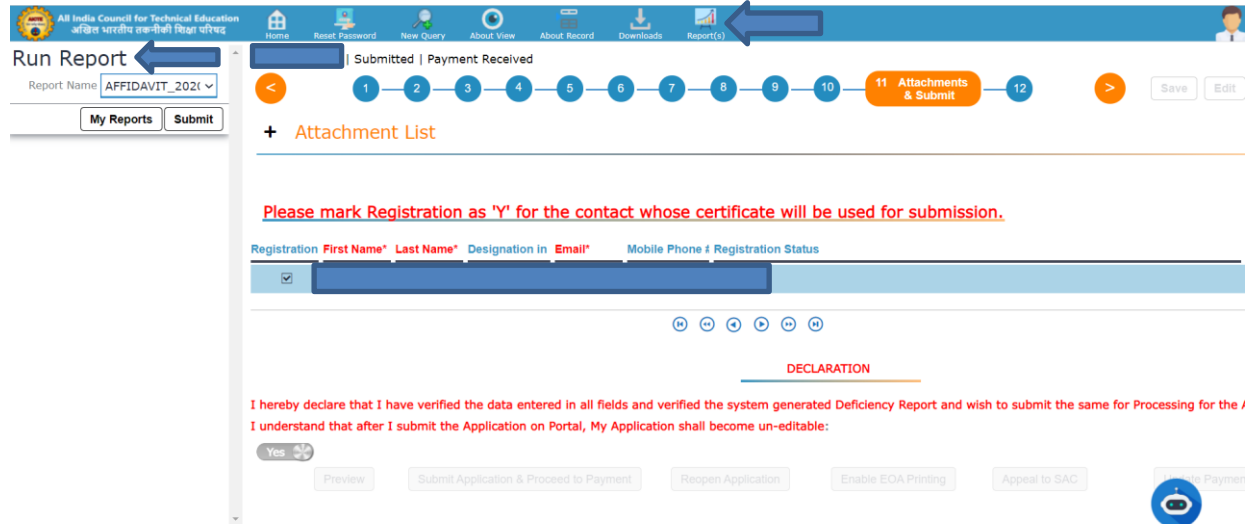 All India Council for Technical Education
अखिल भारतीय तकनीकी शिक्षा परिषद
Home Reset Password New Query About View About Record Downloads Report(s)
Run Report
| Submitted | Payment Received
Report Name AFFIDAVIT_202(
< 1 2 3 4 5 6 7 8 9 10 11 Attachments & Submit 12 > Save Edit
My Reports Submit
+ Attachment List
Please mark Registration as 'Y' for the contact whose certificate will be used for submission.
Registration First Name* Last Name* Designation in Email* Mobile Phone # Registration Status
DECLARATION
I hereby declare that I have verified the data entered in all fields and verified the system generated Deficiency Report and wish to submit the same for Processing for the A
I understand that after I submit the Application on Portal, My Application shall become un-editable:
Yes
Preview Submit Application & Proceed to Payment Reopen Application Enable EOA Printing Appeal to SAC Paymen